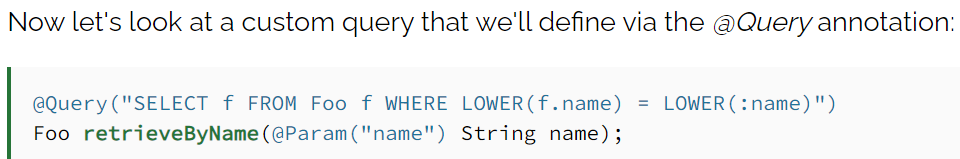 Now let's look at a custom query that we'll define via the @Query annotation:
@Query("SELECT f FROM Foo f WHERE LOWER(f.name) = LOWER(:name)")
Foo retrieveByName(@Param("name") String name);